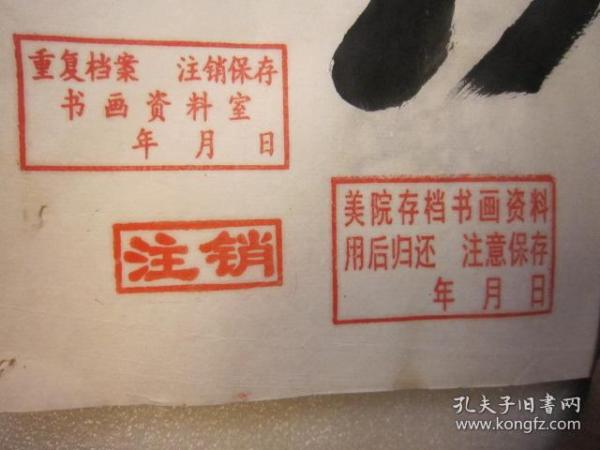 重复档案 注销保存
书画资料室
年 月 日
注销
美院存档书画资料
用后归还 注意保存
年 月 日
孔夫子旧書网
www.kongfz.com